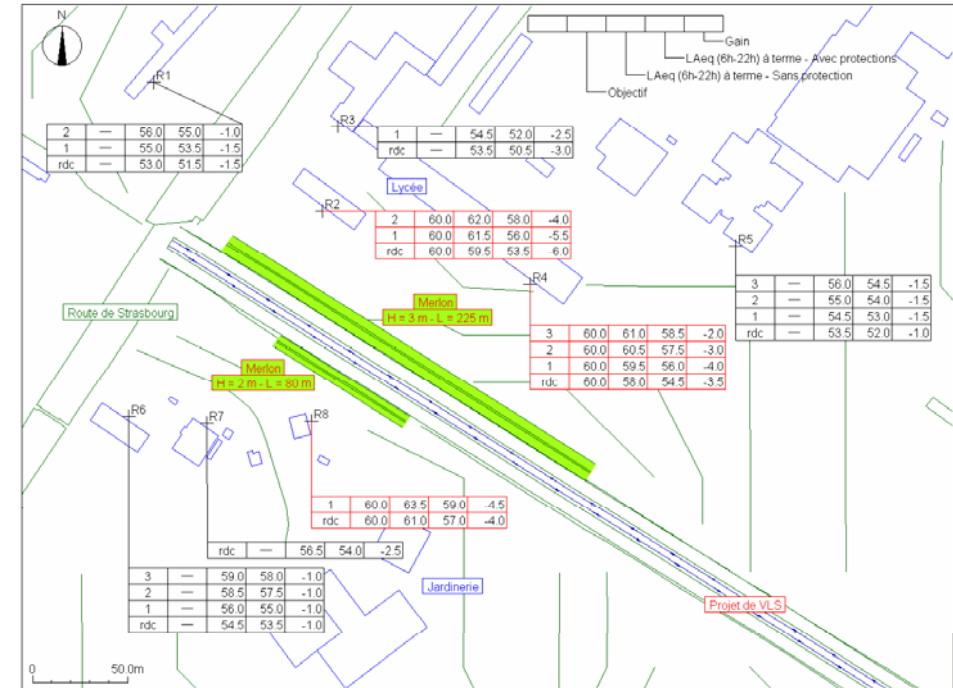 N
Gain
LAeq (6h-22h) à terme - Avec protections
LAeq (6h-22h) à terme - Sans protection
Objectif
R1
2 — 56.0 55.0 -1.0
1 — 55.0 53.5 -1.5
rdc — 53.0 51.5 -1.5
R3
1 — 54.5 52.0 -2.5
rdc — 53.5 50.5 -3.0
Lycée
R2
2 60.0 62.0 58.0 -4.0
1 60.0 61.5 56.0 -5.5
rdc 60.0 59.5 53.5 -6.0
R5
3 — 56.0 54.5 -1.5
2 — 55.0 54.0 -1.5
1 — 54.5 53.0 -1.5
rdc — 53.5 52.0 -1.0
R4
3 60.0 61.0 58.5 -2.0
2 60.0 60.5 57.5 -3.0
1 60.0 59.5 56.0 -4.0
rdc 60.0 58.0 54.5 -3.5
Route de Strasbourg
Merlon
H = 3 m - L = 225 m
Merlon
H = 2 m - L = 80 m
R6
R7
R8
1 60.0 63.5 59.0 -4.5
rdc 60.0 61.0 57.0 -4.0
rdc — 56.5 54.0 -2.5
3 — 59.0 58.0 -1.0
2 — 58.5 57.5 -1.0
1 — 56.0 55.0 -1.0
rdc — 54.5 53.5 -1.0
Jardinerie
Projet de VLS
0 50.0m